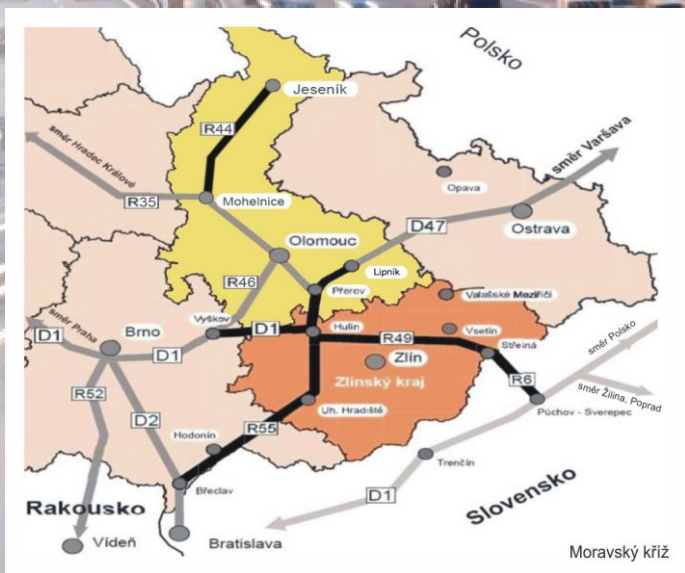 Polsko
Jeseník
R44
směr Hradec Králové
směr Varšava
Opava
R35
Mohelnice
D47
Ostrava
Olomouc
Lipník
R46
Přerov
Valašské Meziříčí
směr Praha
Vyškov
D1
Hulín
Vsetín
D1
Brno
R49
Střelná
směr Polsko
D1
Zlín
Zlínský kraj
R6
směr Žilina, Poprad
R52
Uh. Hradiště
Púchov - Sverepec
D2
R55
Hodonín
Trenčín
Břeclav
D1
Slovensko
Rakousko
Vídeň
Bratislava
Moravský kříž